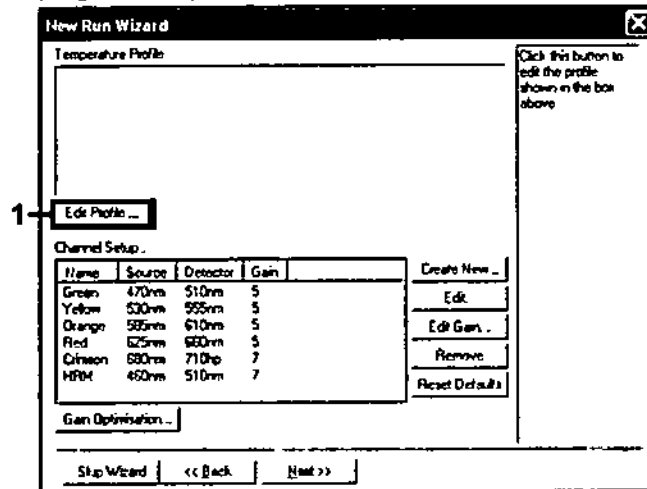 New Run Wizard
Temperature Profile
Click this button to
edit the profile
shown in the box
above
1
Edit Profile ...
Channel Setup .
Name Source Detector Gain
Green 470nm 510nm 5
Yellow 530nm 555nm 5
Orange 585nm 610nm 5
Red 625nm 660nm 5
Crimson 680nm 710hp 7
HRM 460nm 510nm 7
Create New ...
Edit
Edit Gain...
Remove
Reset Defaults
Gain Optimisation...
Skip Wizard
<< Back
Next >>